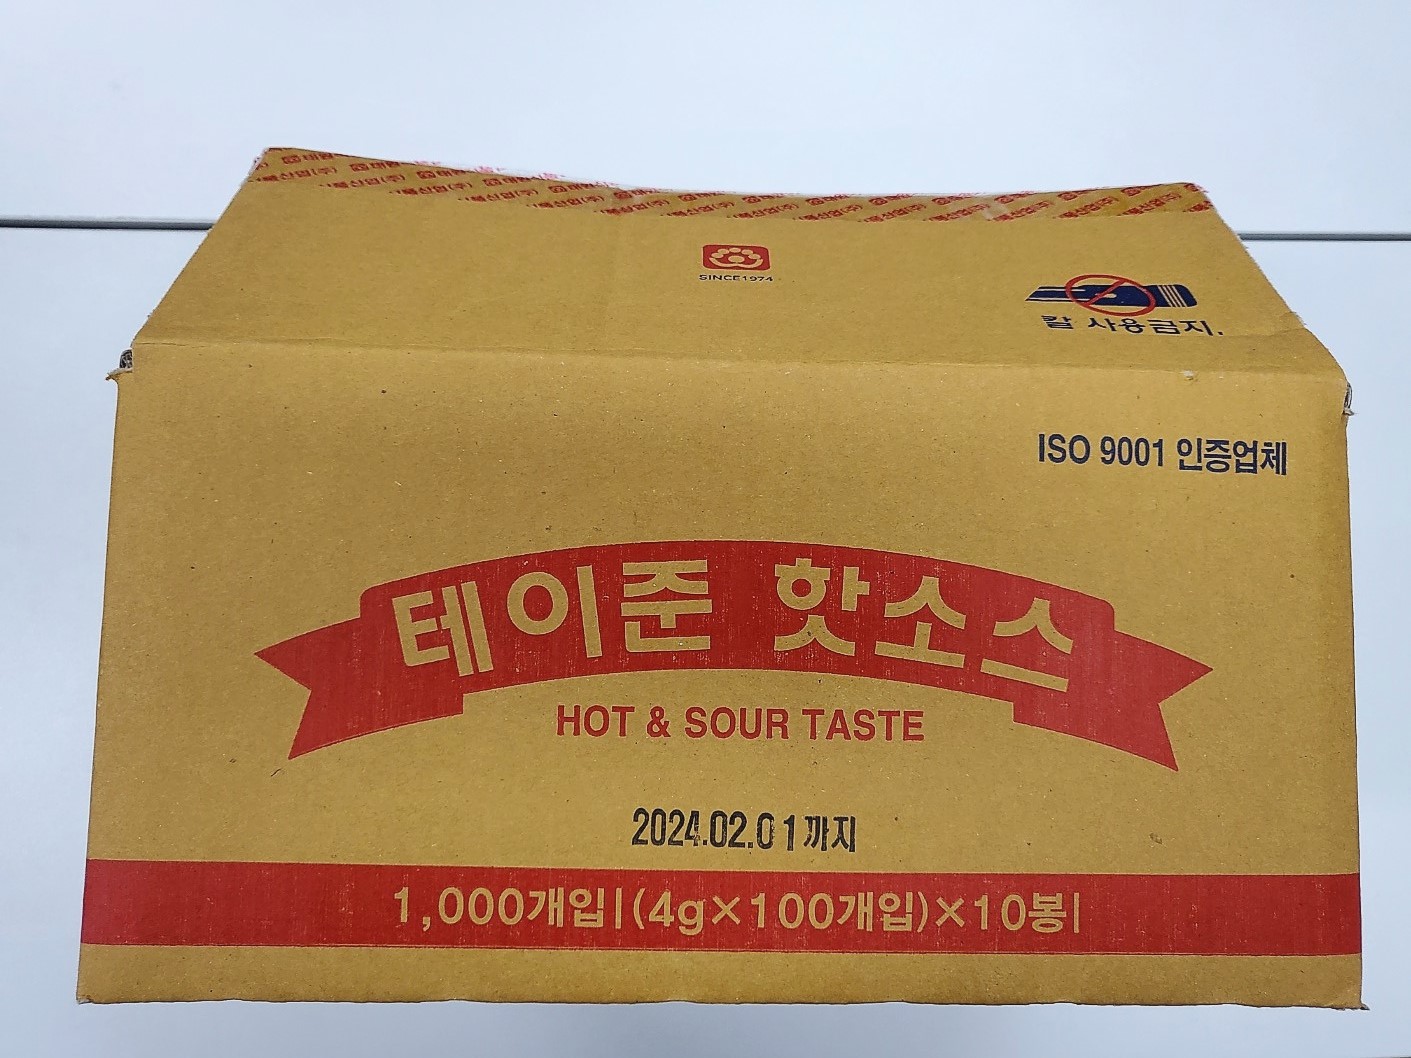 SINCE1974
칼 사용금지.
ISO 9001 인증업체
테이준 핫소스
HOT & SOUR TASTE
2024.02.01까지
1,000개입|(4g×100개입)×10봉|